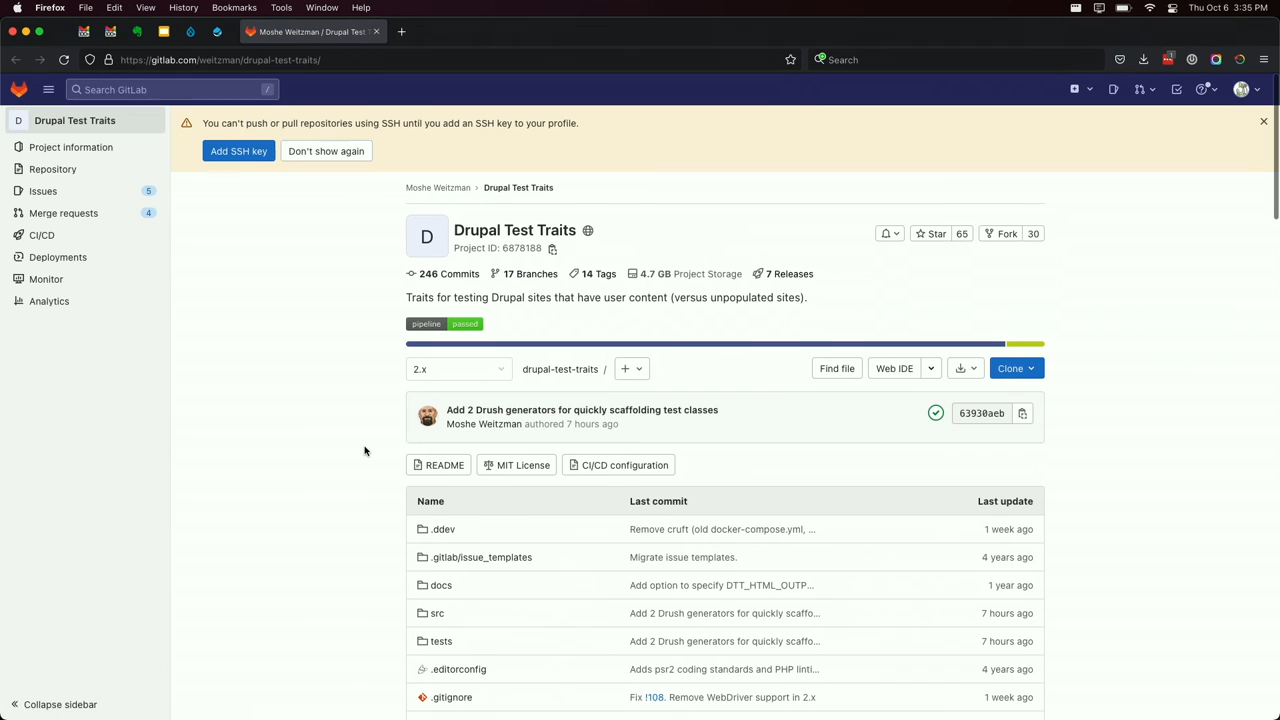 Firefox File Edit View History Bookmarks Traits Tools Window Help Thu Oct 6 3:35 PM
Moshe Weitzman / Drupal Test T
https://gitlab.com/weitzman/drupal-test-traits/ Search
Search GitLab /
D Drupal Test Traits
Project information
Repository
Issues 5
Merge requests 4
CI/CD
Deployments
Monitor
Analytics
Collapse sidebar
You can't push or pull repositories using SSH until you add an SSH key to your profile.
Add SSH key Don't show again
Moshe Weitzman > Drupal Test Traits
D
Drupal Test Traits
Project ID: 6878188
Star 65 Fork 30
246 Commits 17 Branches 14 Tags 4.7 GB Project Storage 7 Releases
Traits for testing Drupal sites that have user content (versus unpopulated sites).
pipeline passed
2.x drupal-test-traits / + Find file Web IDE Clone
Add 2 Drush generators for quickly scaffolding test classes
Moshe Weitzman authored 7 hours ago
63930aeb
README MIT License CI/CD configuration
Name Last commit Last update
.ddev Remove cruft (old docker-compose.yml, ... 1 week ago
.gitlab/issue_templates Migrate issue templates. 4 years ago
docs Add option to specify DTT_HTML_OUTP... 1 year ago
src Add 2 Drush generators for quickly scaffo... 7 hours ago
tests Add 2 Drush generators for quickly scaffo... 7 hours ago
.editorconfig Adds psr2 coding standards and PHP linti... 4 years ago
.gitignore Fix !108. Remove WebDriver support in 2.x 1 week ago